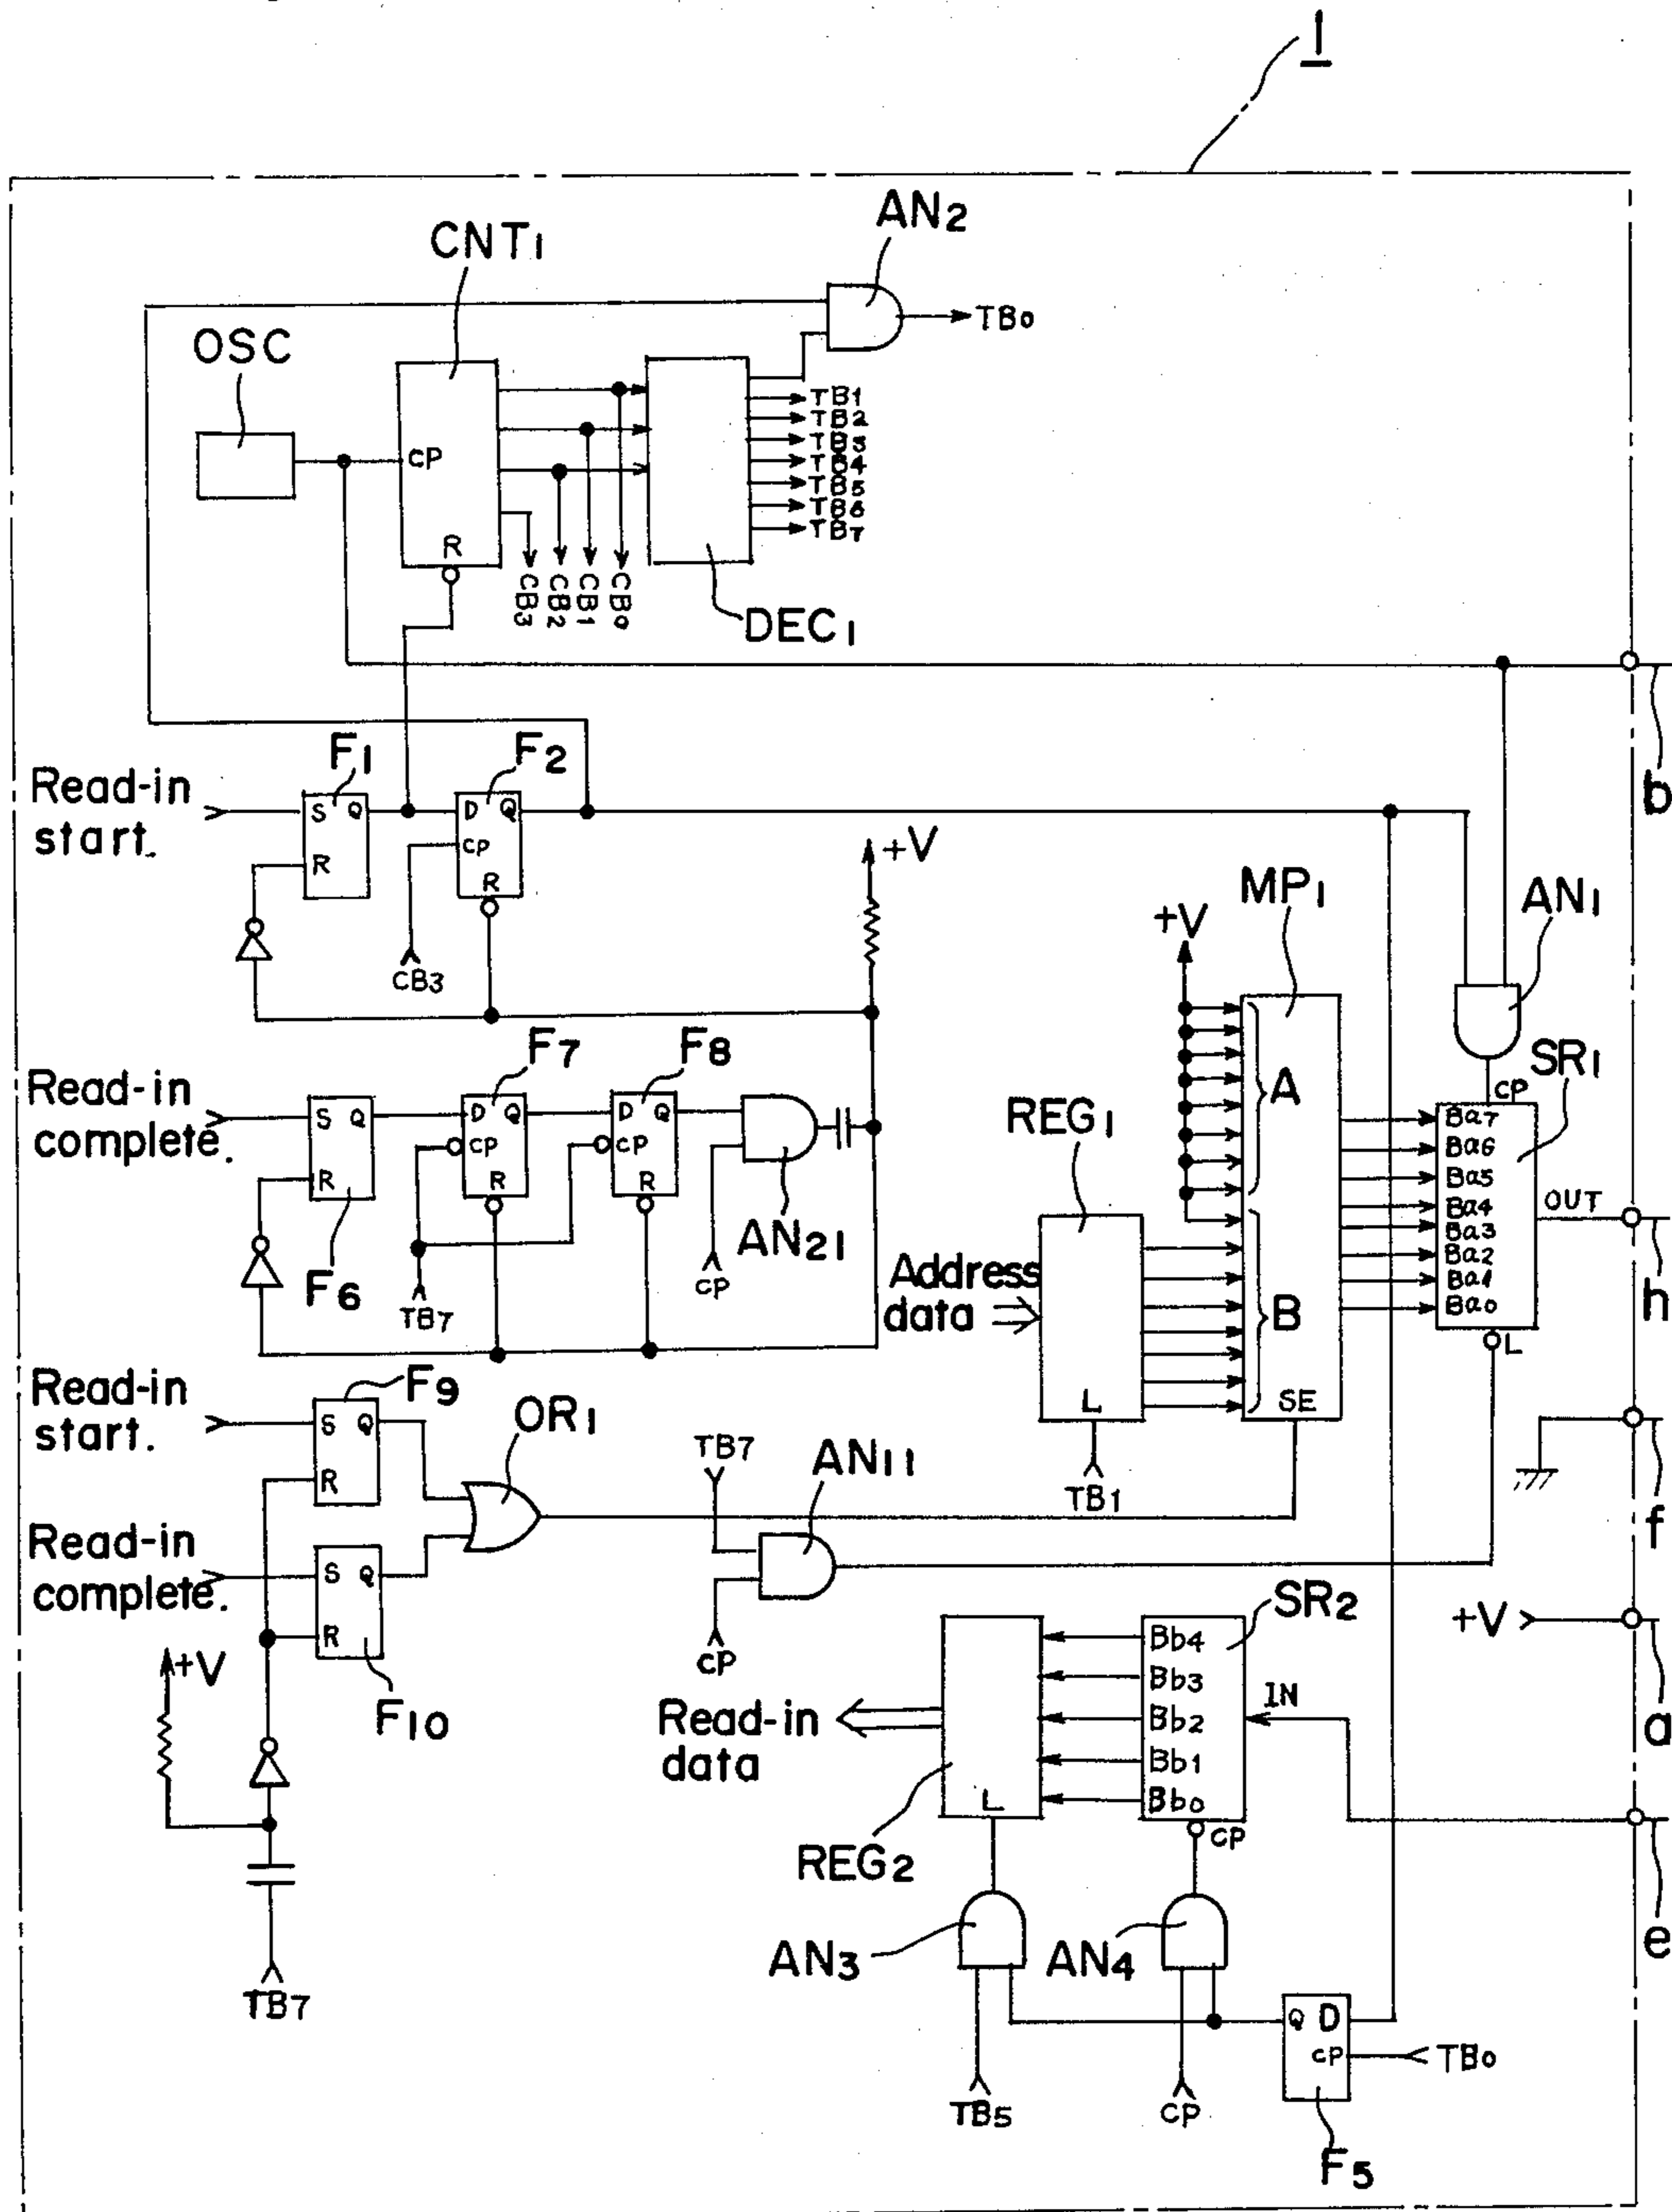 1
AN2
CNT1
TB0
OSC
TB1
TB2
TB3
TB4
TB5
TB6
TB7
CP
R
CB3
CB2
CB1
CB0
DEC1
b
Read-in
start.
F1
F2
S Q
R
D Q
CP
R
CB3
+V
+V
MP1
AN1
A
CP
SR1
Read-in
complete.
F7
F8
S Q
R
D Q
CP
R
D Q
CP
R
F6
TB7
AN21
CP
REG1
Address
data
L
TB1
B
SE
Ba7
Ba6
Ba5
Ba4
Ba3
Ba2
Ba1
Ba0
OUT
L
h
Read-in
start.
F9
S Q
R
OR1
TB7
AN11
CP
f
Read-in
complete.
S Q
R
F10
+V
TB7
SR2
+V
a
Bb4
Bb3
Bb2
Bb1
Bb0
IN
CP
Read-in
data
L
REG2
e
AN3
AN4
TB5
CP
Q D
CP
TB0
F5